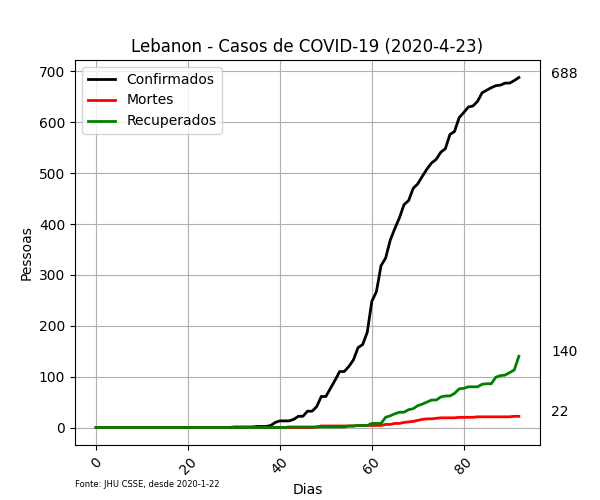 Lebanon - Casos de COVID-19 (2020-4-23)
Confirmados
Mortes
Recuperados
700
600
500
400
300
200
100
0
Pessoas
688
140
22
0
20
40
60
80
Fonte: JHU CSSE, desde 2020-1-22
Dias